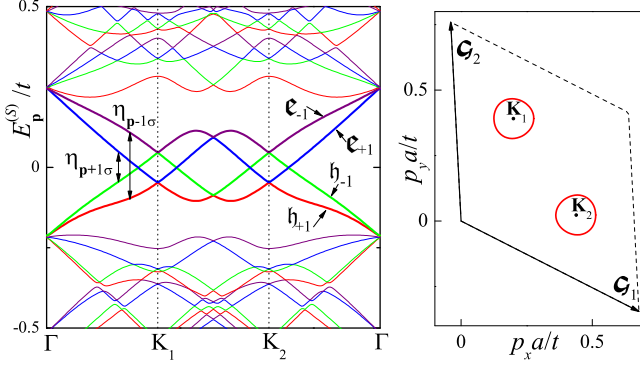 0.5
0
-0.5
E_p^(S)/t
η_p-1σ
η_p+1σ
𝔢_-1
𝔢_+1
𝔥_-1
𝔥_+1
Γ
K_1
K_2
Γ
0.5
0
p_y a/t
𝒢_2
K_1
K_2
𝒢_1
0
0.5
p_x a/t